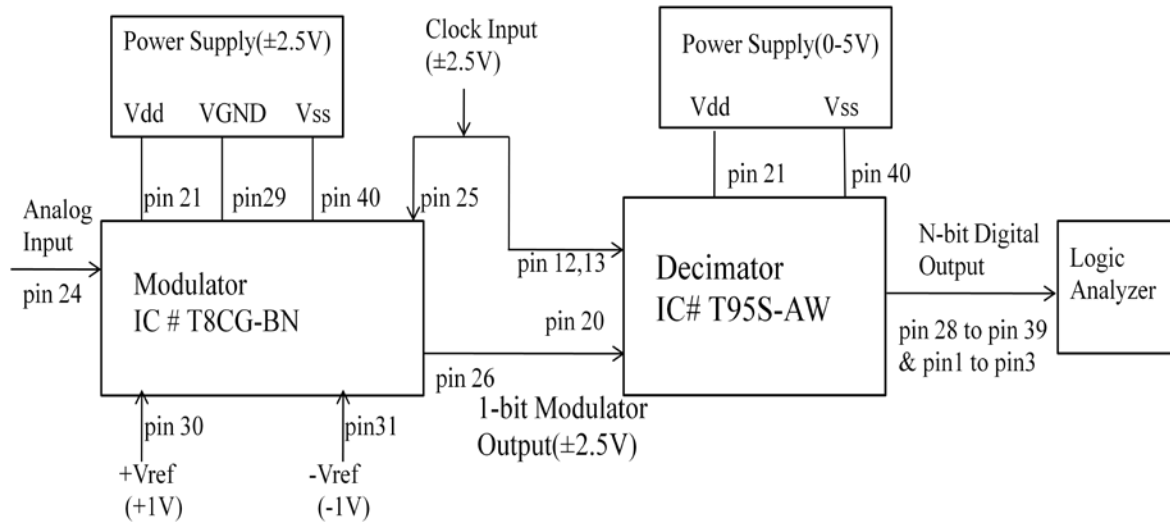 Power Supply(±2.5V)
Vdd VGND Vss
Clock Input
(±2.5V)
Power Supply(0-5V)
Vdd Vss
pin 21
pin29
pin 40
pin 25
pin 21
pin 40
Analog
Input
pin 24
Modulator
IC # T8CG-BN
pin 12,13
pin 20
Decimator
IC# T95S-AW
N-bit Digital
Output
pin 28 to pin 39
& pin1 to pin3
Logic
Analyzer
pin 26
1-bit Modulator
Output(±2.5V)
pin 30
pin31
+Vref
(+1V)
-Vref
(-1V)